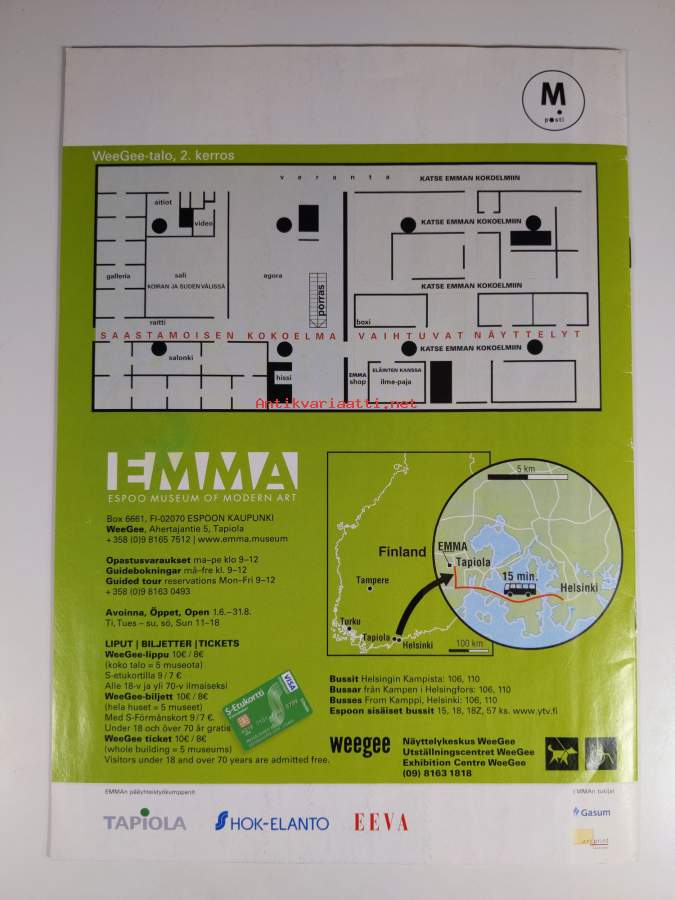 M
posti
WeeGee-talo, 2. kerros
veranta
KATSE EMMAN KOKOELMIIN
aitiot
video
KATSE EMMAN KOKOELMIIN
galleria
sali
agora
KOIRAN JA SUDEN VÄLISSÄ
KATSE EMMAN KOKOELMIIN
porras
raitti
boxi
SAASTAMOISEN KOKOELMA VAIHTUVAT NÄYTTELYT
KATSE EMMAN KOKOELMIIN
salonki
hissi
EMMA
shop
ELÄINTEN KANSSA
ilme-paja
Antikvariaatti.net
EMMA
ESPOO MUSEUM OF MODERN ART
Box 6661, FI-02070 ESPOON KAUPUNKI
WeeGee, Ahertajantie 5, Tapiola
+358 (0)9 8165 7512 | www.emma.museum
Opastusvaraukset ma–pe klo 9–12
Guidebokningar må–fre kl. 9–12
Guided tour reservations Mon–Fri 9–12
+358 (0)9 8163 0493
Avoinna, Öppet, Open 1.6.–31.8.
Ti, Tues – su, sö, Sun 11–18
LIPUT | BILJETTER | TICKETS
WeeGee-lippu 10€ / 8€
(koko talo = 5 museota)
S-etukortilla 9 / 7 €
Alle 18-v ja yli 70-v ilmaiseksi
WeeGee-biljett 10€ / 8€
(hela huset = 5 museet)
Med S-Förmånskort 9 / 7 €.
Under 18 och över 70 år gratis
WeeGee ticket 10€ / 8€
(whole building = 5 museums)
Visitors under 18 and over 70 years are admitted free.
S-Etukortti
VISA
5 km
Finland
EMMA
Tapiola
15 min.
Helsinki
Tampere
Turku
Tapiola
Helsinki
100 km
Bussit Helsingin Kampista: 106, 110
Bussar från Kampen i Helsingfors: 106, 110
Busses From Kamppi, Helsinki: 106, 110
Espoon sisäiset bussit 15, 18, 18Z, 57 ks. www.ytv.fi
weegee
Näyttelykeskus WeeGee
Utställningscentret WeeGee
Exhibition Centre WeeGee
(09) 8163 1818
EMMAn pääyhteistyökumppanit
EMMAn tukijat
TAPIOLA
HOK-ELANTO
EEVA
Gasum